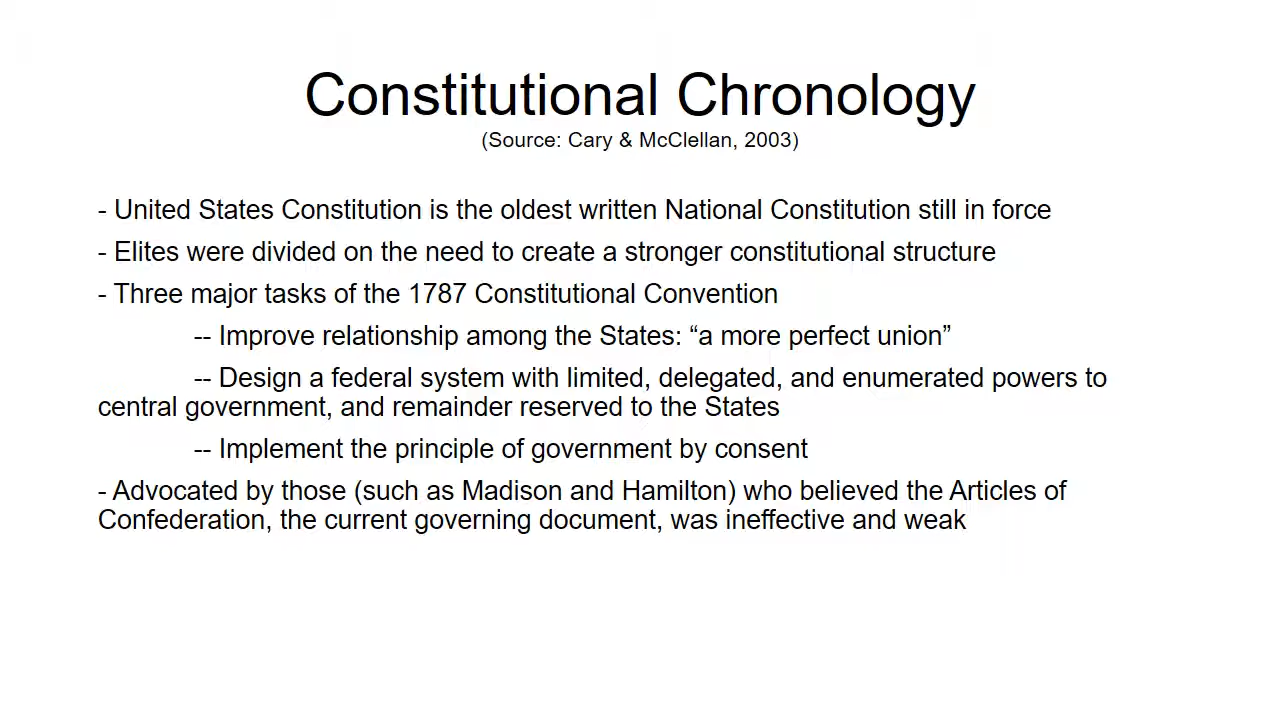 Constitutional Chronology
(Source: Cary & McClellan, 2003)
- United States Constitution is the oldest written National Constitution still in force
- Elites were divided on the need to create a stronger constitutional structure
- Three major tasks of the 1787 Constitutional Convention
-- Improve relationship among the States: “a more perfect union”
-- Design a federal system with limited, delegated, and enumerated powers to
central government, and remainder reserved to the States
-- Implement the principle of government by consent
- Advocated by those (such as Madison and Hamilton) who believed the Articles of
Confederation, the current governing document, was ineffective and weak